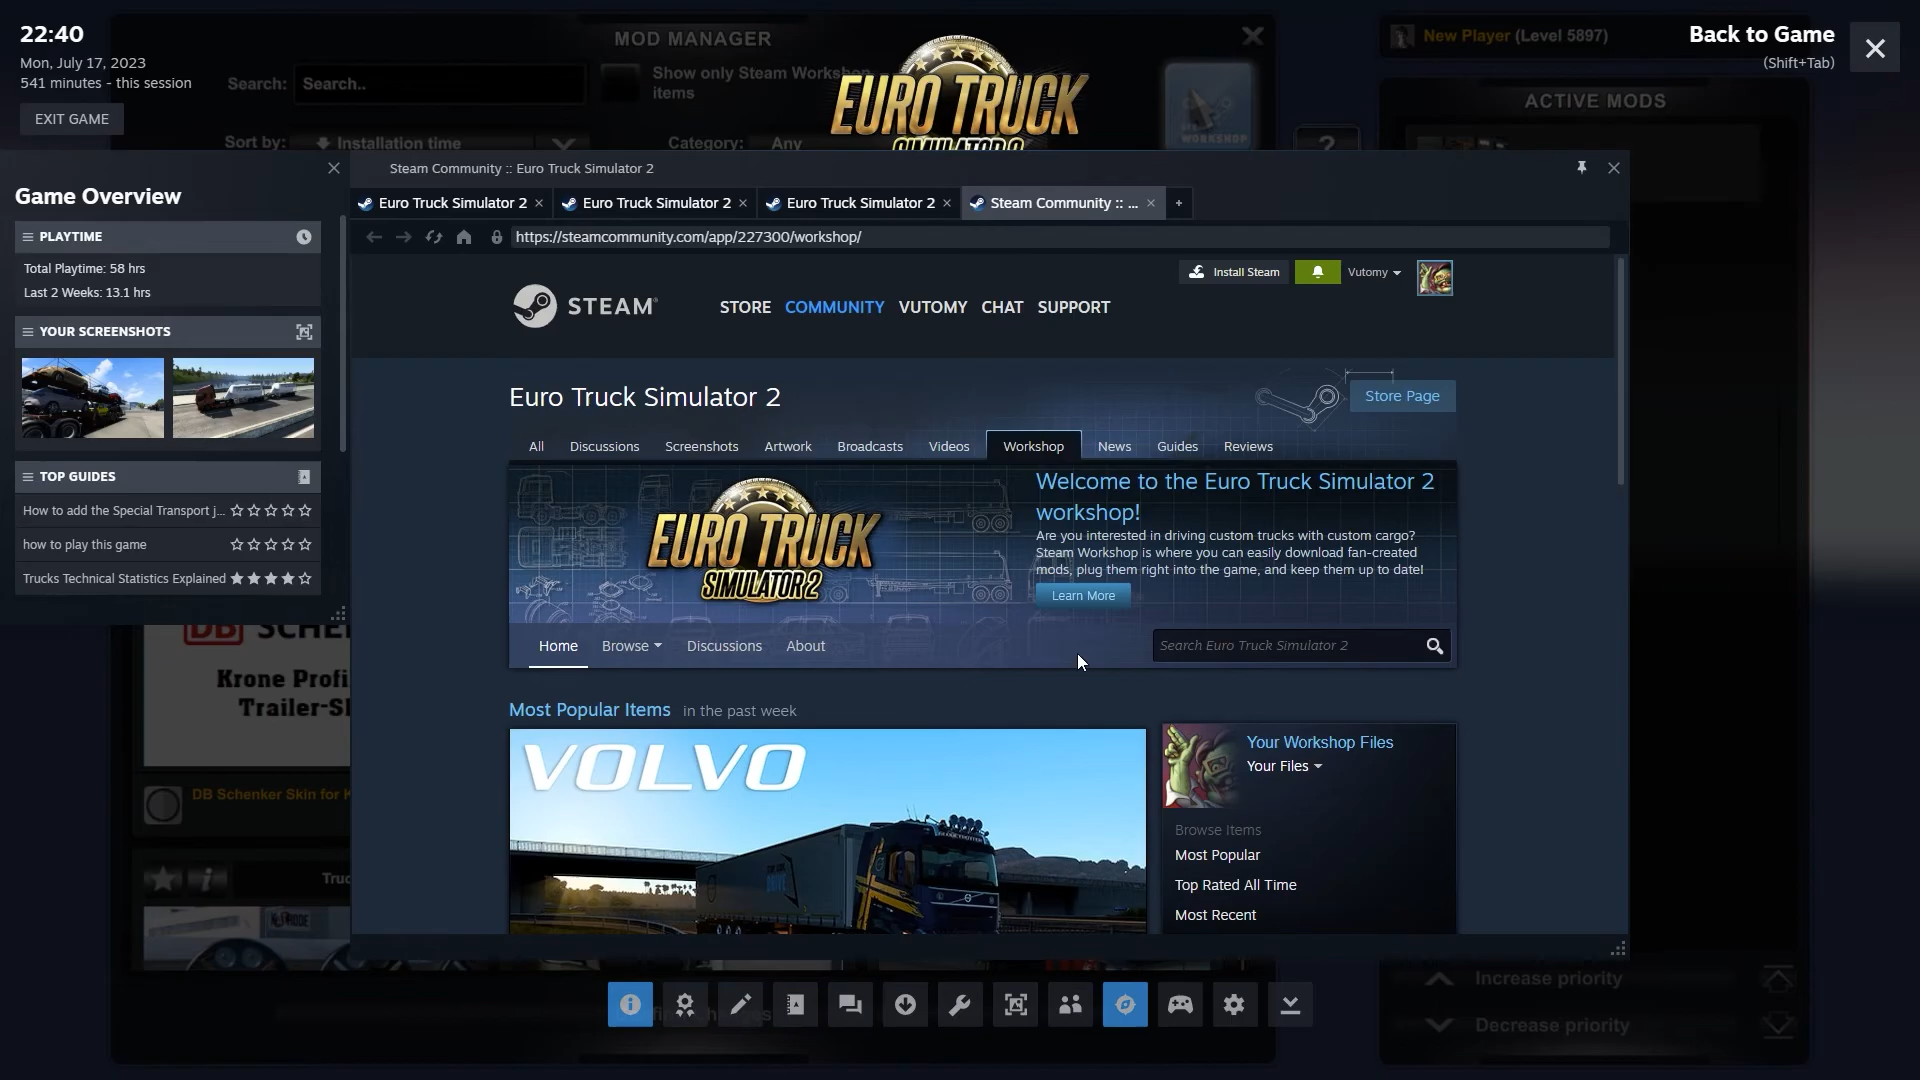 22:40
Mon, July 17, 2023
541 minutes - this session
EXIT GAME
MOD MANAGER
Search:
Search..
Show only Steam Workshop
items
Sort by:
Installation time
Category:
Any
EURO TRUCK
SIMULATOR 2
WORKSHOP
?
New Player (Level 5897)
Back to Game
(Shift+Tab)
ACTIVE MODS
Game Overview
PLAYTIME
Total Playtime: 58 hrs
Last 2 Weeks: 13.1 hrs
YOUR SCREENSHOTS
TOP GUIDES
How to add the Special Transport j...
how to play this game
Trucks Technical Statistics Explained
Steam Community :: Euro Truck Simulator 2
Euro Truck Simulator 2
Euro Truck Simulator 2
Euro Truck Simulator 2
Steam Community :: ...
+
https://steamcommunity.com/app/227300/workshop/
Install Steam
Vutomy
STEAM®
STORE
COMMUNITY
VUTOMY
CHAT
SUPPORT
Euro Truck Simulator 2
Store Page
All
Discussions
Screenshots
Artwork
Broadcasts
Videos
Workshop
News
Guides
Reviews
EURO TRUCK
SIMULATOR 2
Welcome to the Euro Truck Simulator 2
workshop!
Are you interested in driving custom trucks with custom cargo?
Steam Workshop is where you can easily download fan-created
mods, plug them right into the game, and keep them up to date!
Learn More
Home
Browse
Discussions
About
Search Euro Truck Simulator 2
Most Popular Items
in the past week
VOLVO
Your Workshop Files
Your Files
Browse Items
Most Popular
Top Rated All Time
Most Recent
DB SCHEN
Krone Profi
Trailer-S
DB Schenker Skin for K
Truc
Increase priority
Decrease priority